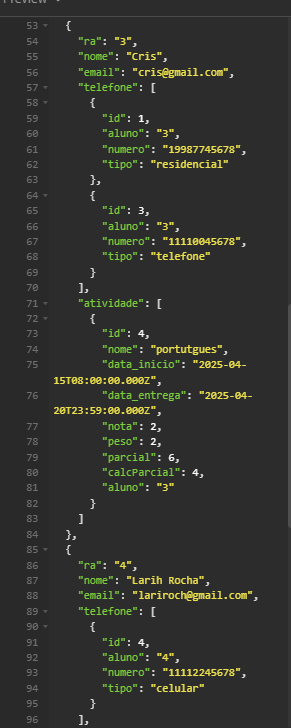 Preview
53 {
54 "ra": "3",
55 "nome": "Cris",
56 "email": "cris@gmail.com",
57 "telefone": [
58 {
59 "id": 1,
60 "aluno": "3",
61 "numero": "19987745678",
62 "tipo": "residencial"
63 },
64 {
65 "id": 3,
66 "aluno": "3",
67 "numero": "11110045678",
68 "tipo": "telefone"
69 }
70 ],
71 "atividade": [
72 {
73 "id": 4,
74 "nome": "portutgues",
75 "data_inicio": "2025-04-
15T08:00:00.000Z",
76 "data_entrega": "2025-04-
20T23:59:00.000Z",
77 "nota": 2,
78 "peso": 2,
79 "parcial": 6,
80 "calcParcial": 4,
81 "aluno": "3"
82 }
83 ]
84 },
85 {
86 "ra": "4",
87 "nome": "Larih Rocha",
88 "email": "lariroch@gmail.com",
89 "telefone": [
90 {
91 "id": 4,
92 "aluno": "4",
93 "numero": "11112245678",
94 "tipo": "celular"
95 }
96 ],